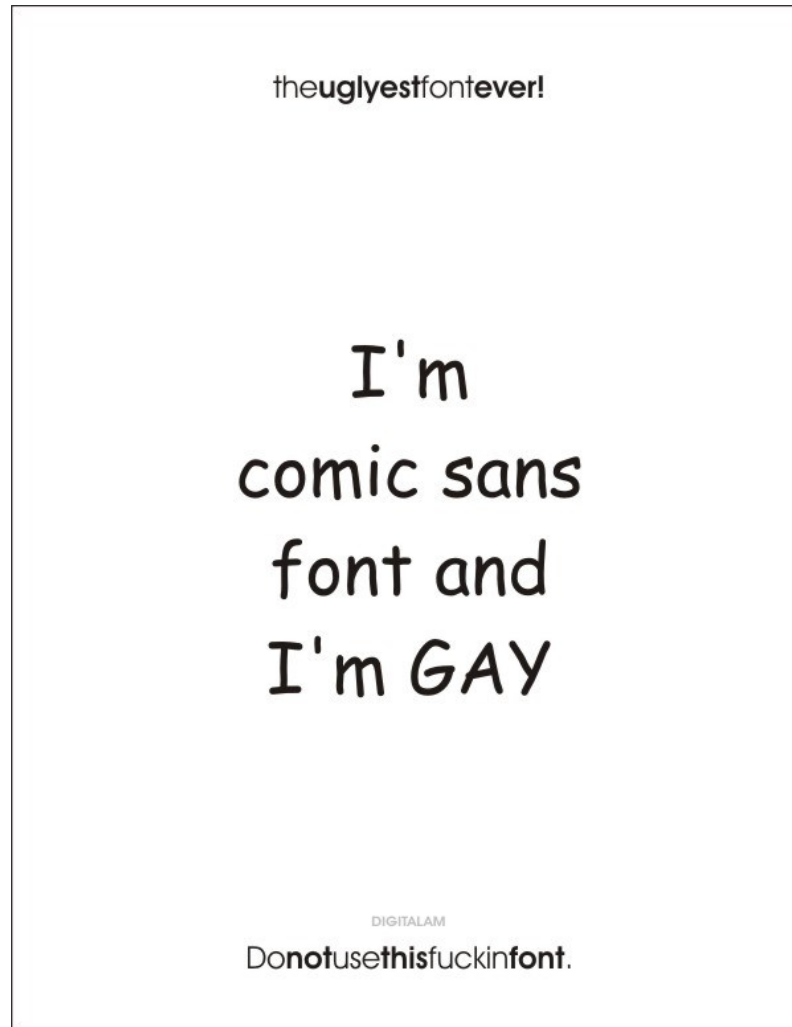 theuglyestfontever!
I'm
comic sans
font and
I'm GAY
DIGITALAM
Donotusethisfuckinfont.